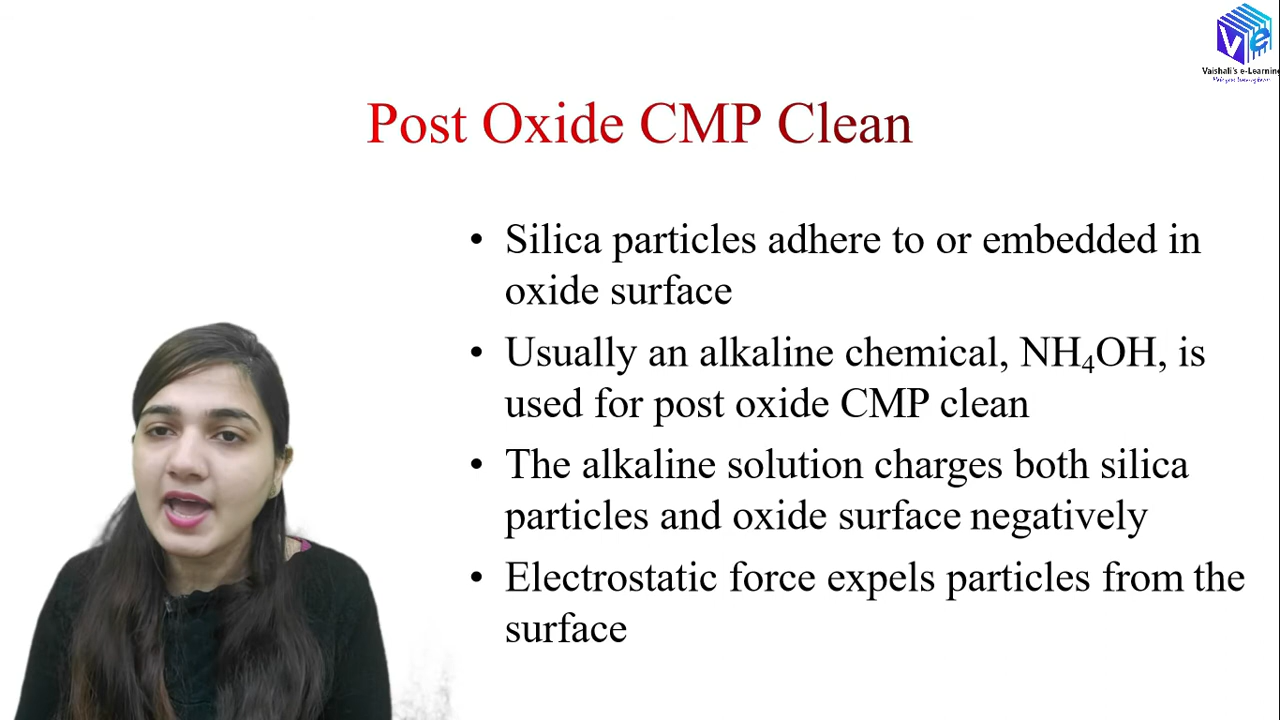 Ve
Vaishali's e-Learning
Post Oxide CMP Clean
• Silica particles adhere to or embedded in
oxide surface
• Usually an alkaline chemical, NH₄OH, is
used for post oxide CMP clean
• The alkaline solution charges both silica
particles and oxide surface negatively
• Electrostatic force expels particles from the
surface